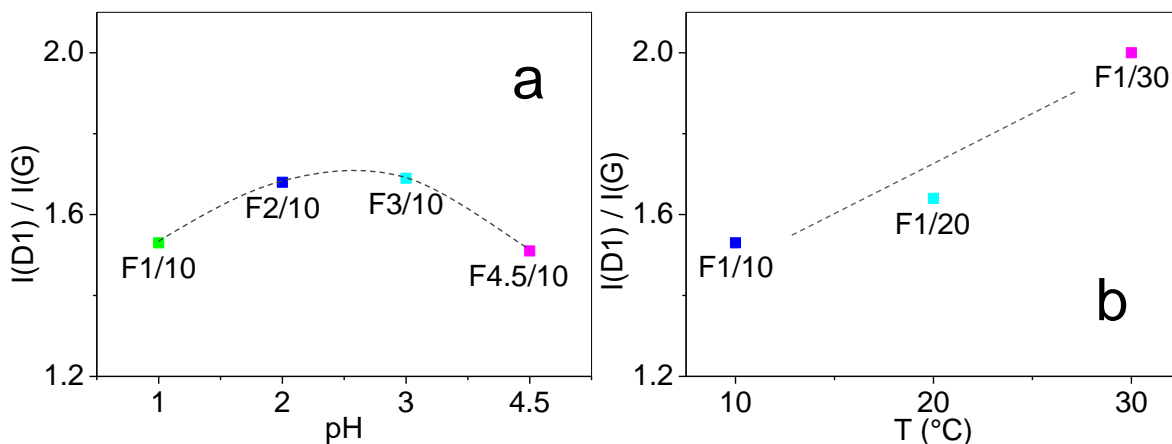 I(D1) / I(G)
2.0
1.6
1.2
a
F1/10
F2/10
F3/10
F4.5/10
1 2 3 4.5
pH
I(D1) / I(G)
2.0
1.6
1.2
b
F1/10
F1/20
F1/30
10 20 30
T (°C)